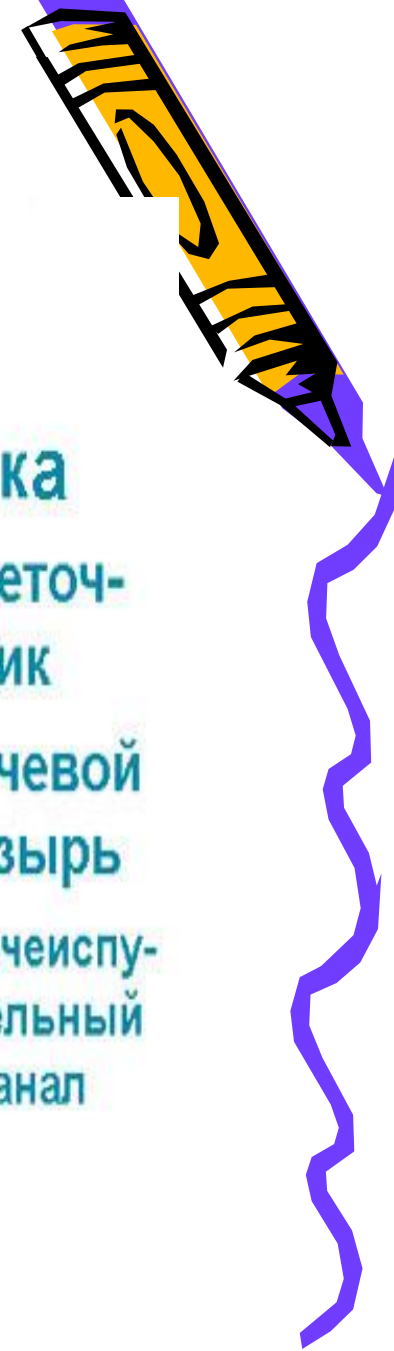 ка
еточ-
ик
чевой
зырь
чеиспу-
ельный
анал